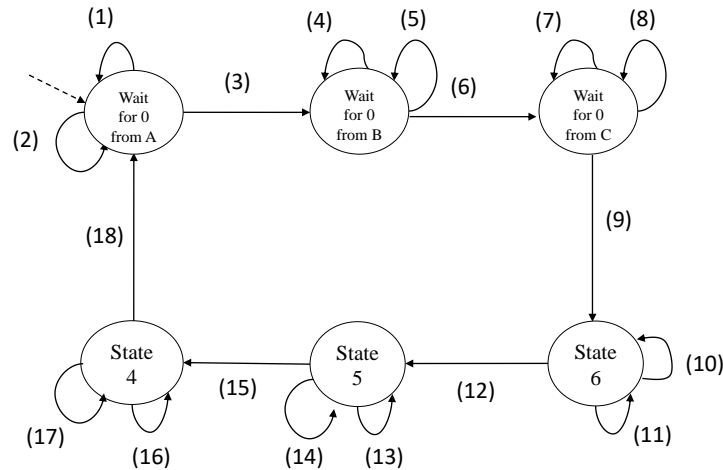 (1)
(4)
(5)
(7)
(8)
(3)
(6)
Wait
for 0
from A
Wait
for 0
from B
Wait
for 0
from C
(2)
(18)
(9)
State
4
State
5
State
6
(10)
(15)
(12)
(17)
(16)
(14)
(13)
(11)